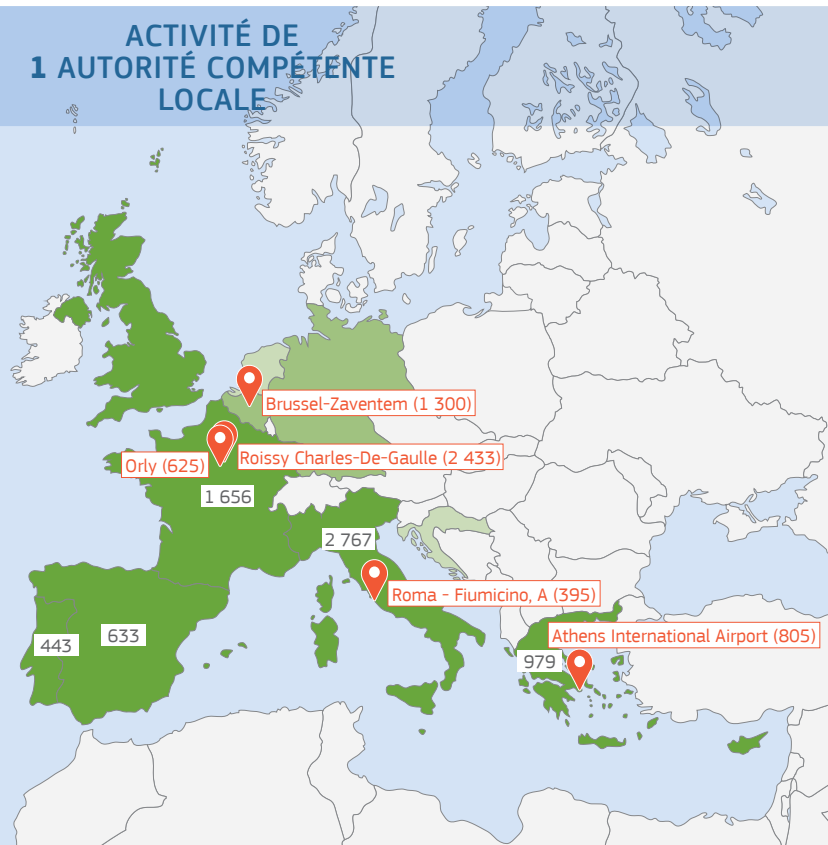 ACTIVITÉ DE
1 AUTORITÉ COMPÉTENTE
LOCALE
Brussel-Zaventem (1 300)
Orly (625)
Roissy Charles-De-Gaulle (2 433)
1 656
2 767
Roma - Fiumicino, A (395)
443
633
Athens International Airport (805)
979